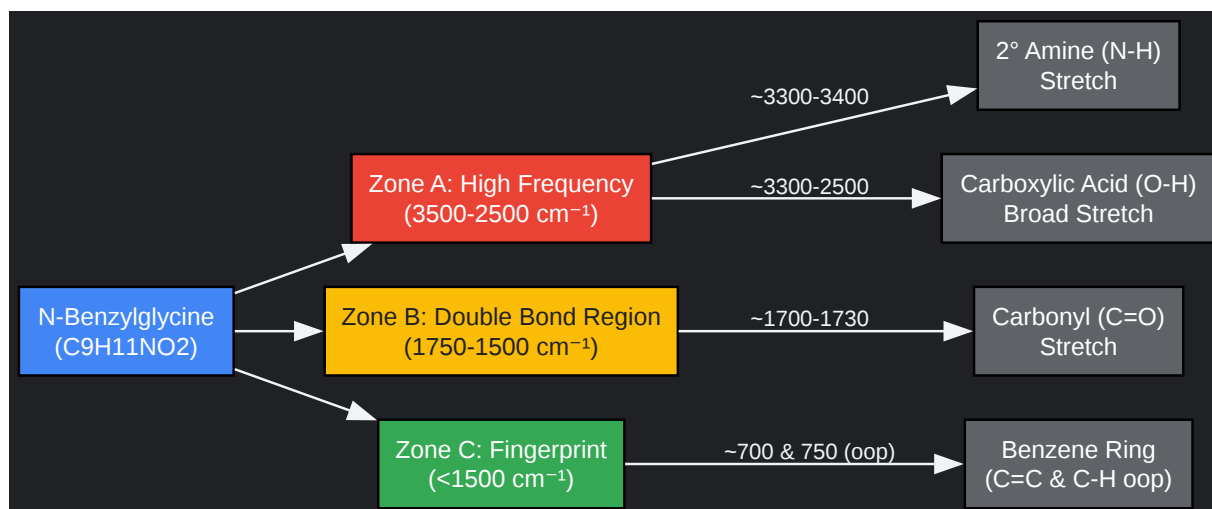 N-Benzylglycine
(C9H11NO2)
Zone A: High Frequency
(3500-2500 cm⁻¹)
~3300-3400
2° Amine (N-H)
Stretch
~3300-2500
Carboxylic Acid (O-H)
Broad Stretch
Zone B: Double Bond Region
(1750-1500 cm⁻¹)
~1700-1730
Carbonyl (C=O)
Stretch
Zone C: Fingerprint
(<1500 cm⁻¹)
~700 & 750 (oop)
Benzene Ring
(C=C & C-H oop)